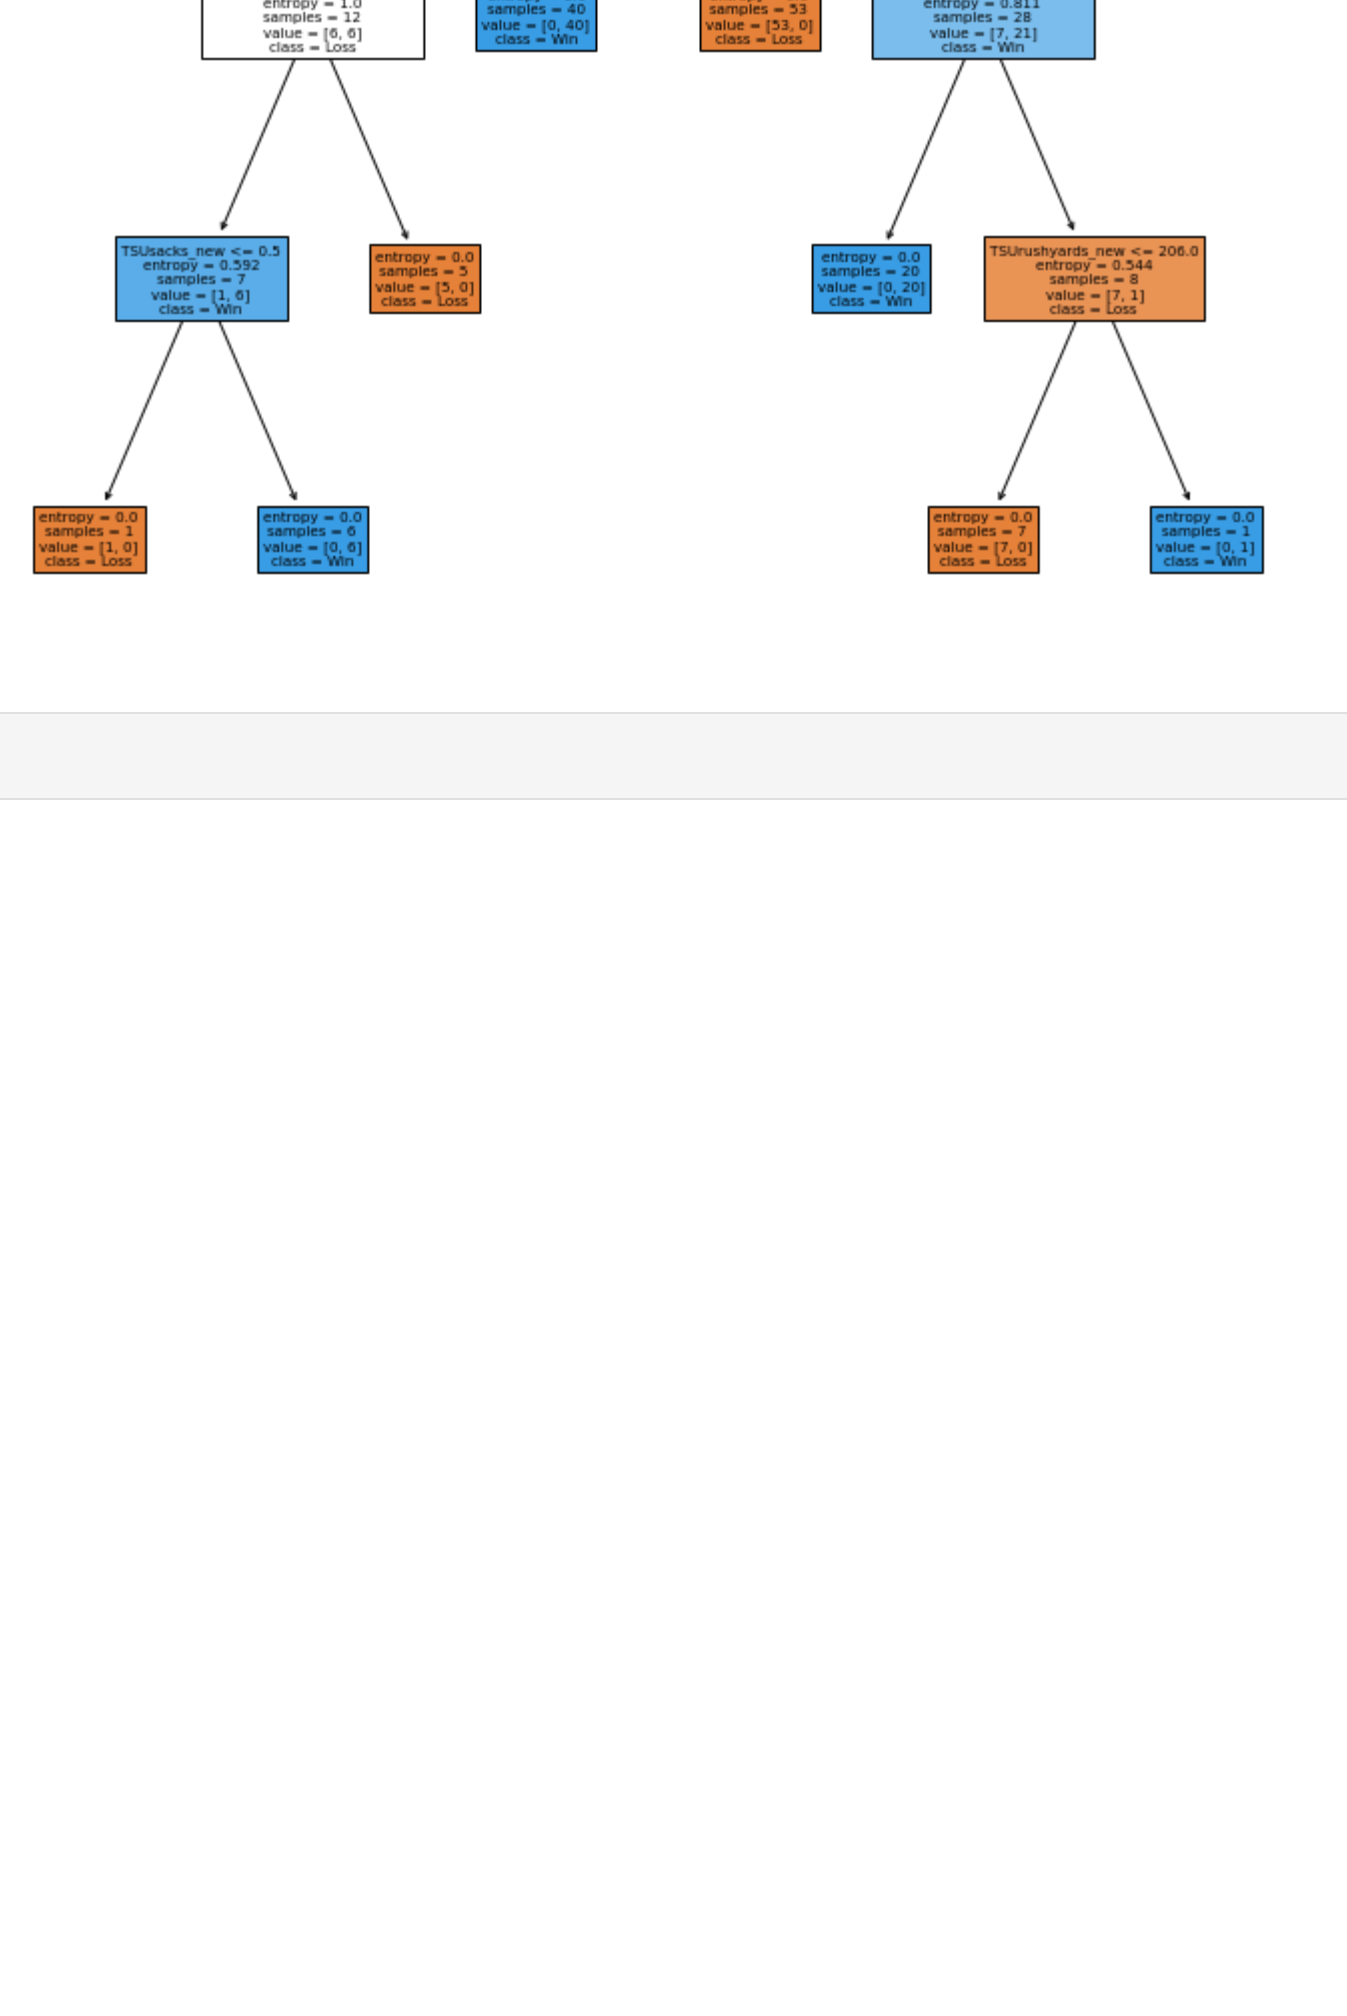 entropy = 1.0
samples = 12
value = [6, 6]
class = Loss
samples = 40
value = [0, 40]
class = Win
samples = 53
value = [53, 0]
class = Loss
entropy = 0.811
samples = 28
value = [7, 21]
class = Win
TSUsacks_new <= 0.5
entropy = 0.592
samples = 7
value = [1, 6]
class = Win
entropy = 0.0
samples = 5
value = [5, 0]
class = Loss
entropy = 0.0
samples = 20
value = [0, 20]
class = Win
TSUrushyards_new <= 206.0
entropy = 0.544
samples = 8
value = [7, 1]
class = Loss
entropy = 0.0
samples = 1
value = [1, 0]
class = Loss
entropy = 0.0
samples = 6
value = [0, 6]
class = Win
entropy = 0.0
samples = 7
value = [7, 0]
class = Loss
entropy = 0.0
samples = 1
value = [0, 1]
class = Win